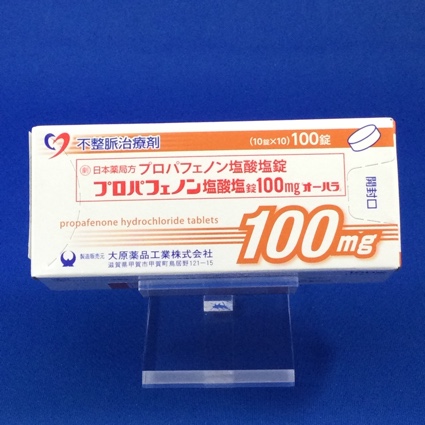 不整脈治療剤
(10錠×10) 100錠
日本薬局方 プロパフェノン塩酸塩錠
プロパフェノン塩酸塩錠100mgオーハラ
開封口
propafenone hydrochloride tablets
100mg
製造販売元 大原薬品工業株式会社
滋賀県甲賀市甲賀町鳥居野121-15